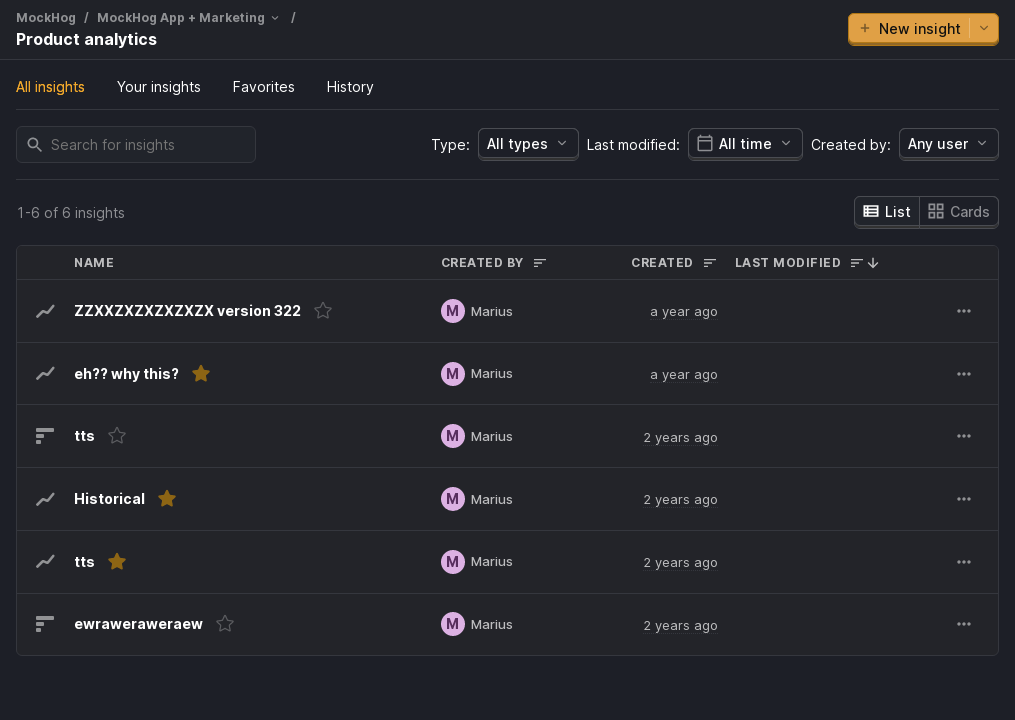 MockHog / MockHog App + Marketing /
Product analytics
+ New insight
All insights Your insights Favorites History
Search for insights Type: All types Last modified: All time Created by: Any user
1-6 of 6 insights List Cards
NAME CREATED BY CREATED LAST MODIFIED
ZZXXZXZXZXZXZX version 322 M Marius a year ago
eh?? why this? M Marius a year ago
tts M Marius 2 years ago
Historical M Marius 2 years ago
tts M Marius 2 years ago
ewraweraweraew M Marius 2 years ago